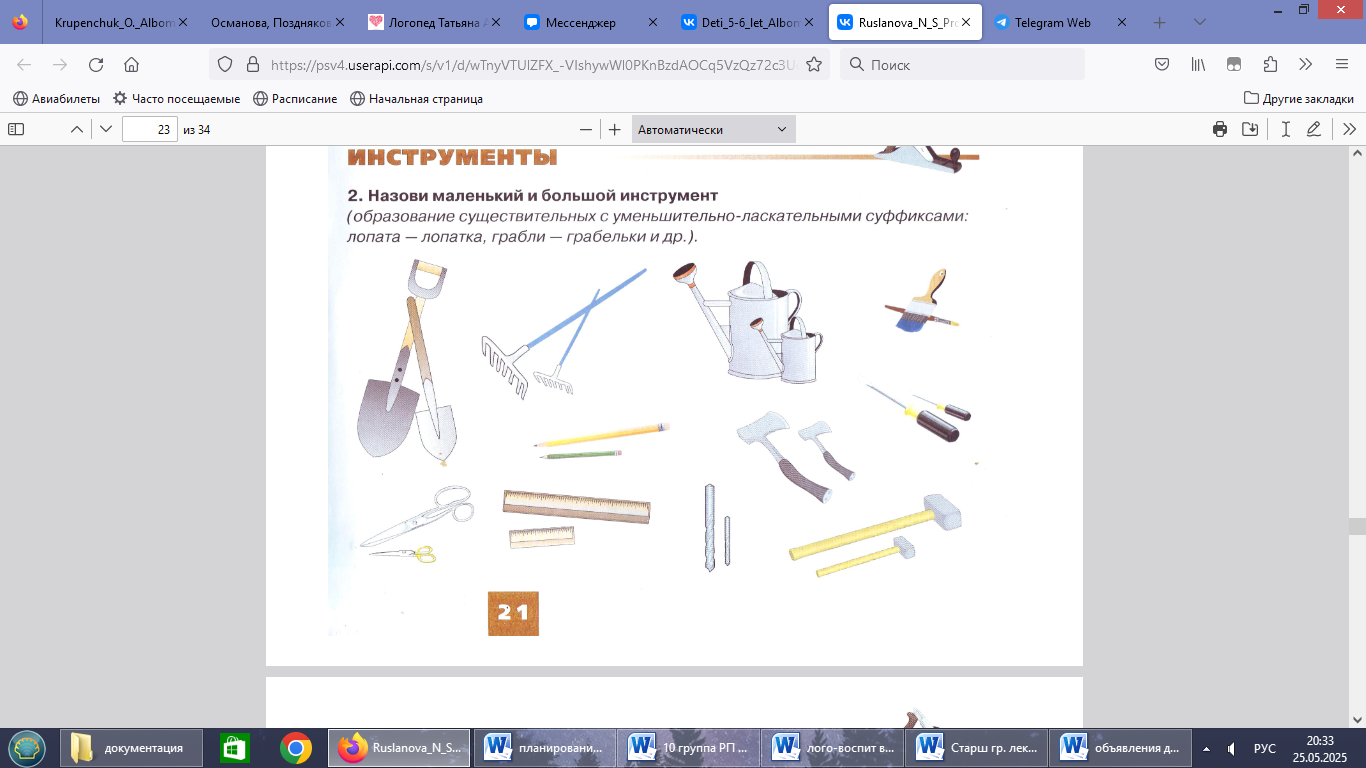 Krupenchuk_O._Albom
Османова, Поздняков
Логопед Татьяна А
Мессенджер
Deti_5-6_let_Albom
Ruslanova_N_S_Pro
Telegram Web
https://psv4.userapi.com/s/v1/d/wTnyVTUlZFX_-VIshywWl0PKnBzdAOCq5VzQz72c3U
Поиск
Авиабилеты
Часто посещаемые
Расписание
Начальная страница
Другие закладки
23 из 34
Автоматически
ИНСТРУМЕНТЫ
2. Назови маленький и большой инструмент
(образование существительных с уменьшительно-ласкательными суффиксами:
лопата — лопатка, грабли — грабельки и др.).
21
документация
Ruslanova_N_S...
планировани...
10 группа РП ...
лого-воспит в...
Старш гр. лек...
объявления д...
РУС
20:33
25.05.2025